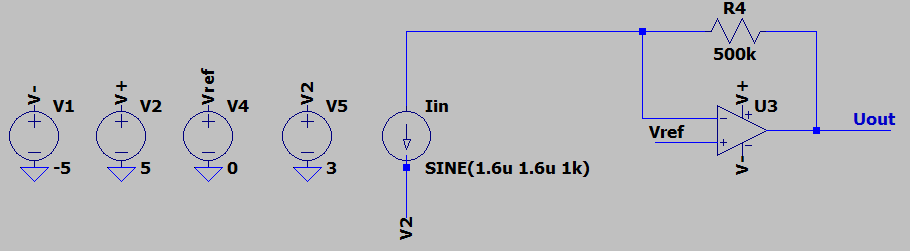 R4
500k
V-
V1
-5
V+
V2
5
Vref
V4
0
V2
V5
3
Iin
SINE(1.6u 1.6u 1k)
V2
V+
U3
Vref
V-
Uout